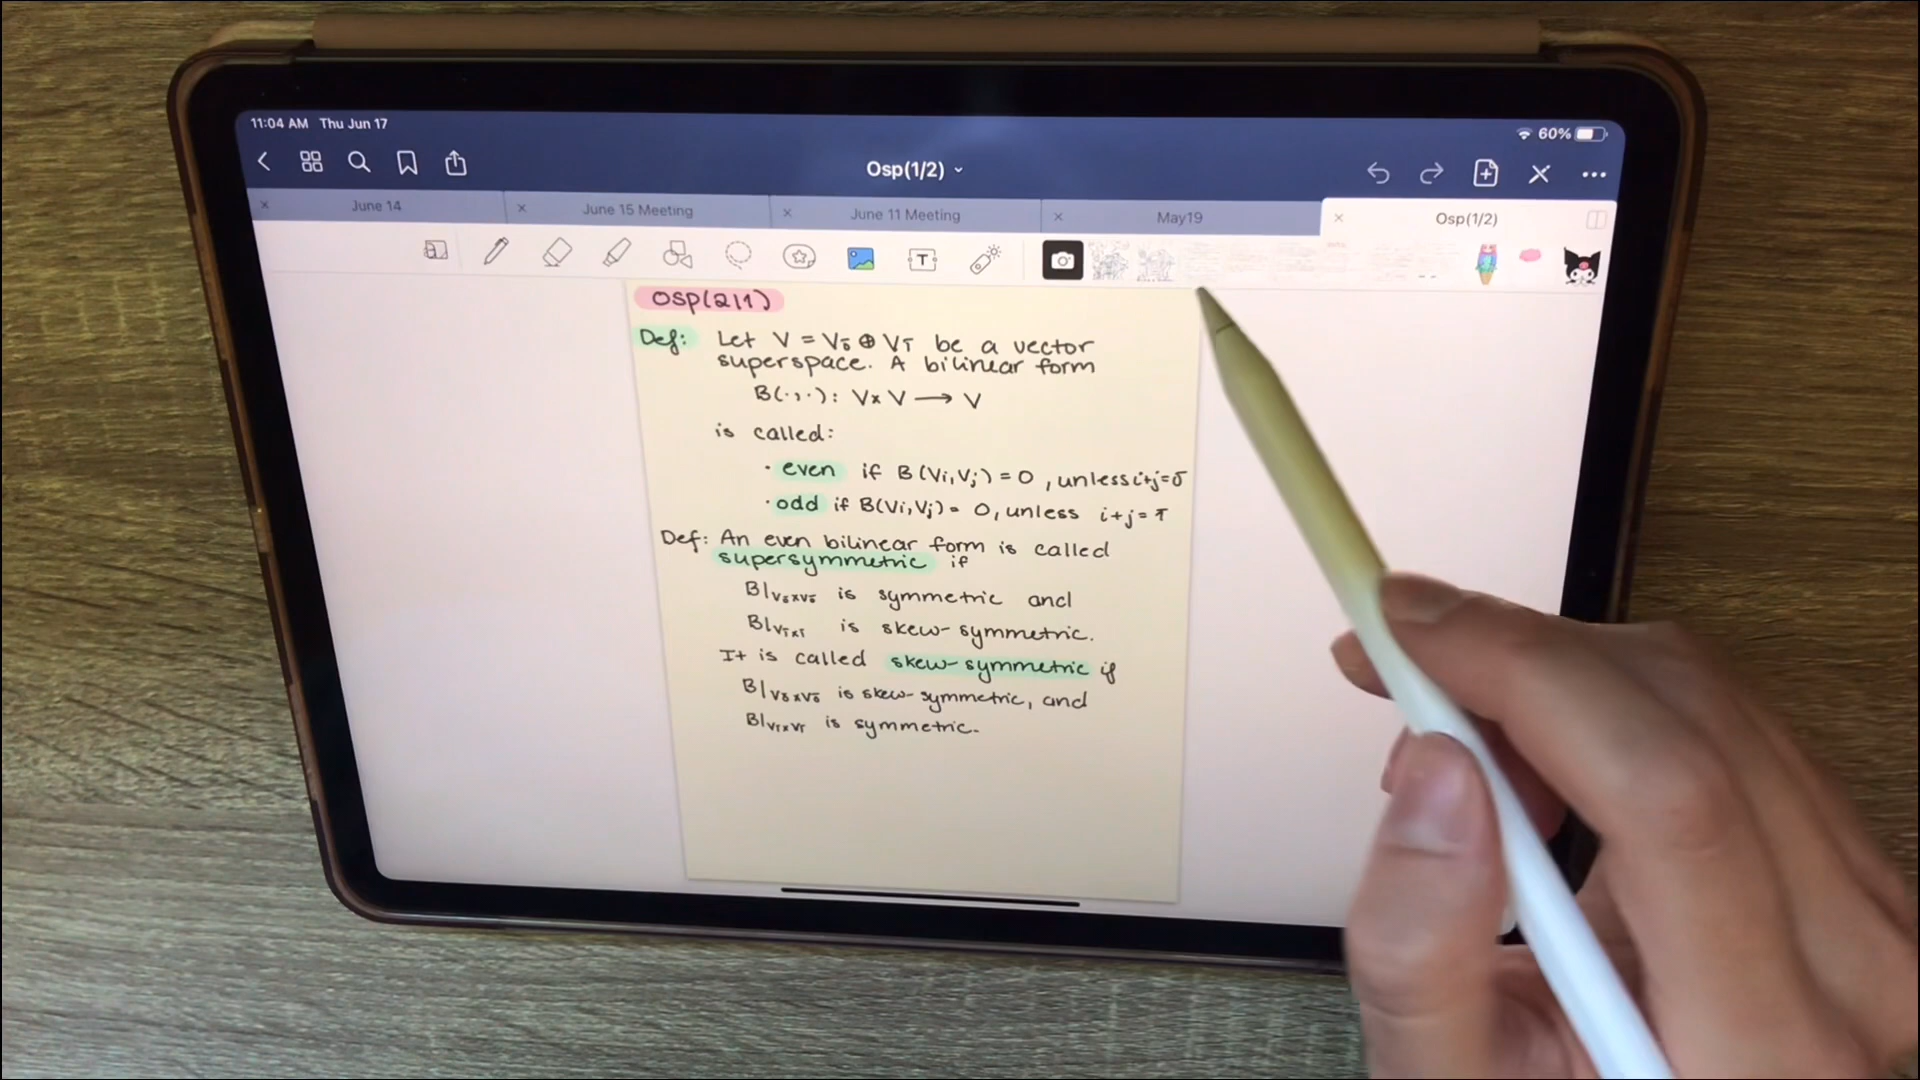 11:04 AM Thu Jun 17
60%
Osp(1/2)
June 14
June 15 Meeting
June 11 Meeting
May19
Osp(1/2)
T
Osp(2|1)
Def: Let V = V₀̄ ⊕ V₁̄ be a vector
superspace. A bilinear form
B(·,·): V×V → V
is called:
· even if B(Vi,Vj) = 0, unless i+j=0̄
· odd if B(Vi,Vj) = 0, unless i+j=1̄
Def: An even bilinear form is called
supersymmetric if
B|V₀̄×V₀̄ is symmetric and
B|V₁̄×₁̄ is skew-symmetric.
It is called skew-symmetric if
B|V₀̄×V₀̄ is skew-symmetric, and
B|V₁̄×V₁̄ is symmetric.